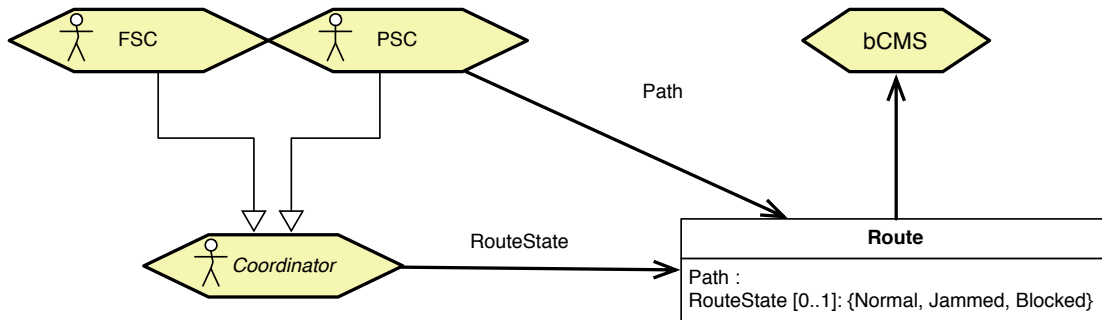 FSC
PSC
bCMS
Path
RouteState
Coordinator
Route
Path :
RouteState [0..1]: {Normal, Jammed, Blocked}